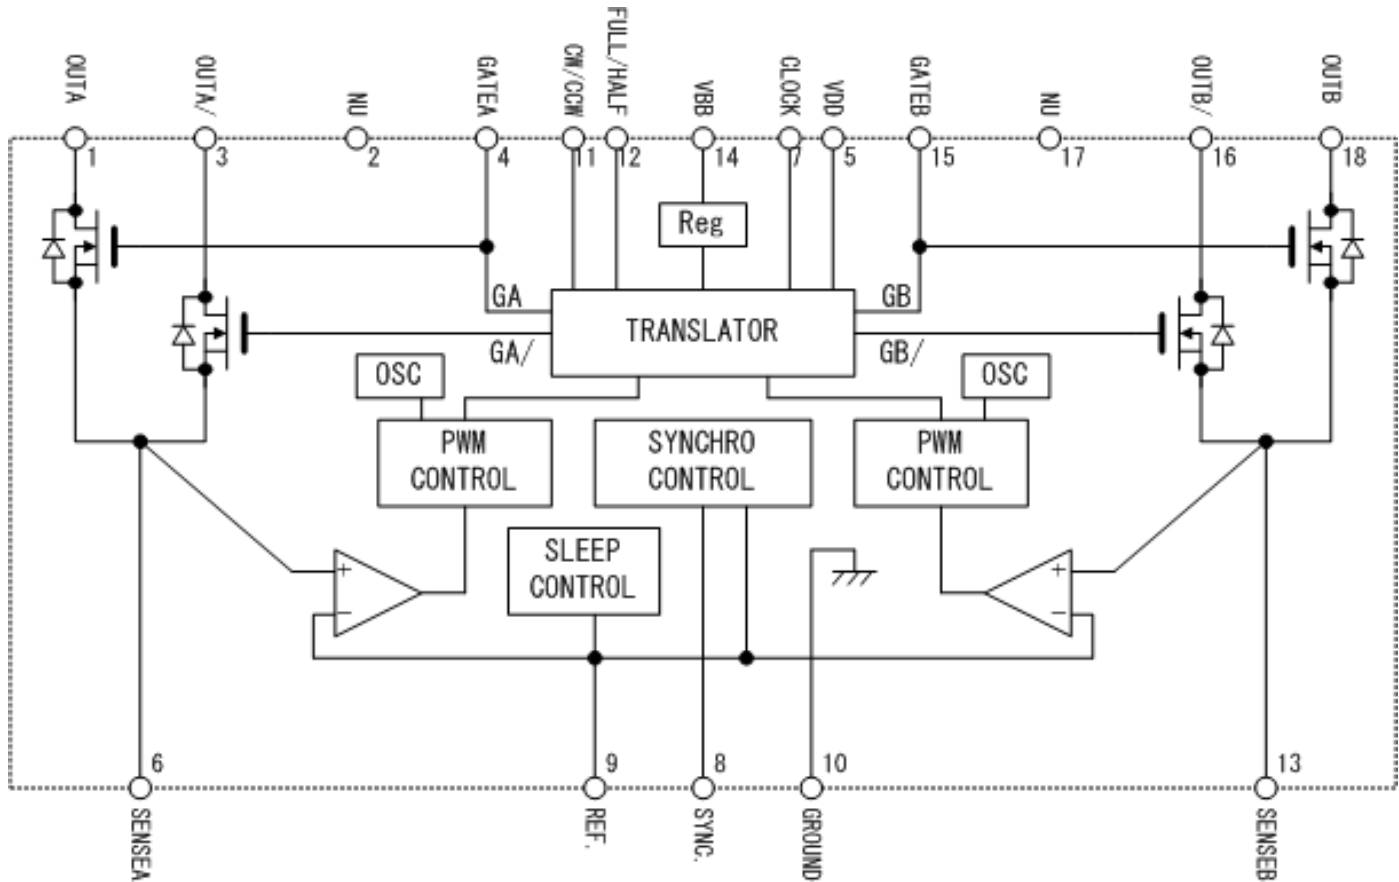 OUTA
OUTA/
NU
GATEA
CW/CCW
FULL/HALF
VBB
CLOCK
VDD
GATEB
NU
OUTB/
OUTB
1
3
2
4
11
12
14
7
5
15
17
16
18
Reg
GA
TRANSLATOR
GB
GA/
GB/
OSC
OSC
PWM
CONTROL
SYNCHRO
CONTROL
PWM
CONTROL
SLEEP
CONTROL
+
−
+
−
6
9
8
10
13
SENSEA
REF.
SYNC.
GROUND
SENSEB